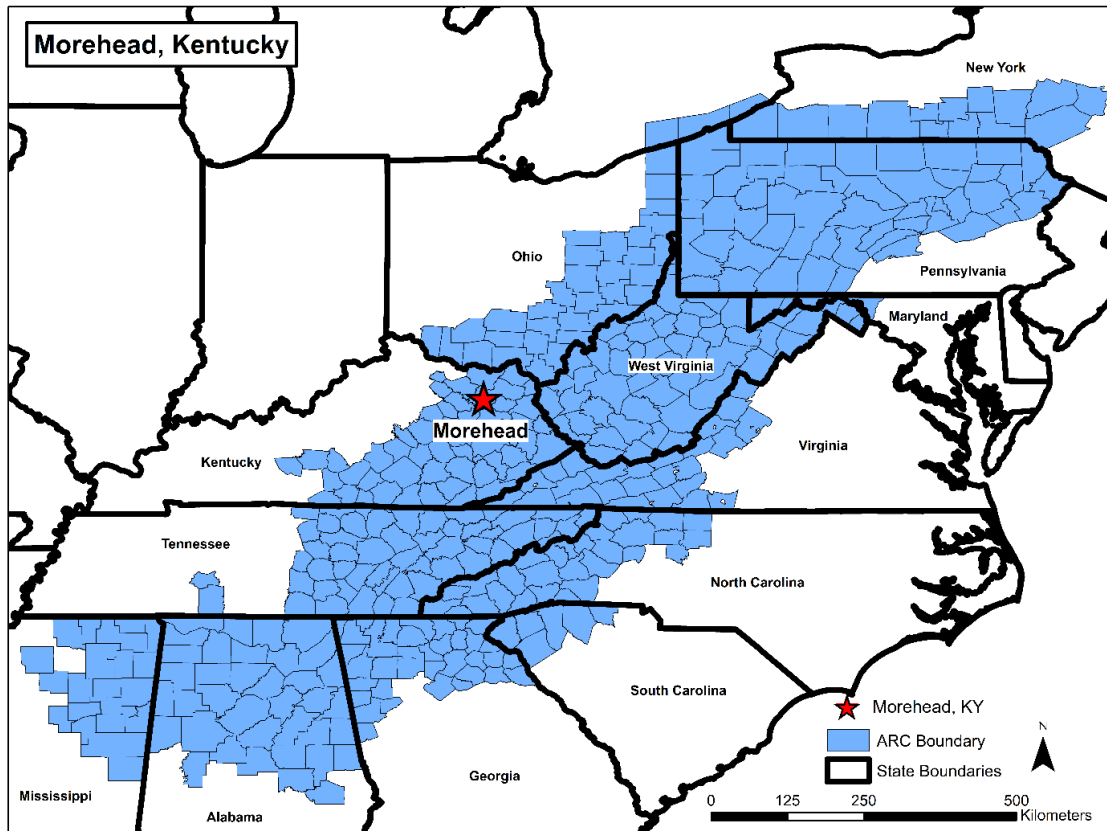 Morehead, Kentucky
New York
Ohio
Pennsylvania
Maryland
West Virginia
Morehead
Virginia
Kentucky
Tennessee
North Carolina
South Carolina
Morehead, KY
N
ARC Boundary
Georgia
State Boundaries
Mississippi
Alabama
0 125 250 500
Kilometers